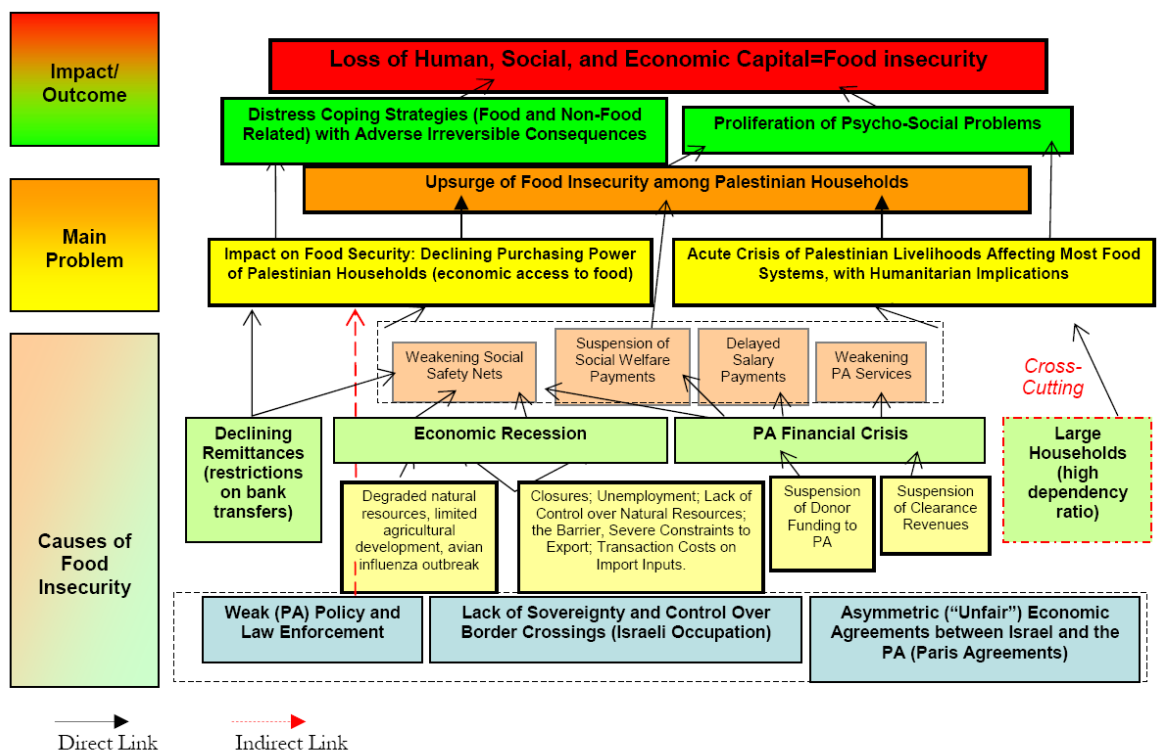 Impact/
Outcome
Loss of Human, Social, and Economic Capital=Food insecurity
Distress Coping Strategies (Food and Non-Food
Related) with Adverse Irreversible Consequences
Proliferation of Psycho-Social Problems
Upsurge of Food Insecurity among Palestinian Households
Main
Problem
Impact on Food Security: Declining Purchasing Power
of Palestinian Households (economic access to food)
Acute Crisis of Palestinian Livelihoods Affecting Most Food
Systems, with Humanitarian Implications
Causes of
Food
Insecurity
Weakening Social
Safety Nets
Suspension of
Social Welfare
Payments
Delayed
Salary
Payments
Weakening
PA Services
Cross-
Cutting
Declining
Remittances
(restrictions
on bank
transfers)
Economic Recession
PA Financial Crisis
Large
Households
(high
dependency
ratio)
Degraded natural
resources, limited
agricultural
development, avian
influenza outbreak
Closures; Unemployment; Lack of
Control over Natural Resources;
the Barrier, Severe Constraints to
Export; Transaction Costs on
Import Inputs.
Suspension
of Donor
Funding to
PA
Suspension
of Clearance
Revenues
Weak (PA) Policy and
Law Enforcement
Lack of Sovereignty and Control Over
Border Crossings (Israeli Occupation)
Asymmetric (“Unfair”) Economic
Agreements between Israel and the
PA (Paris Agreements)
Direct Link
Indirect Link